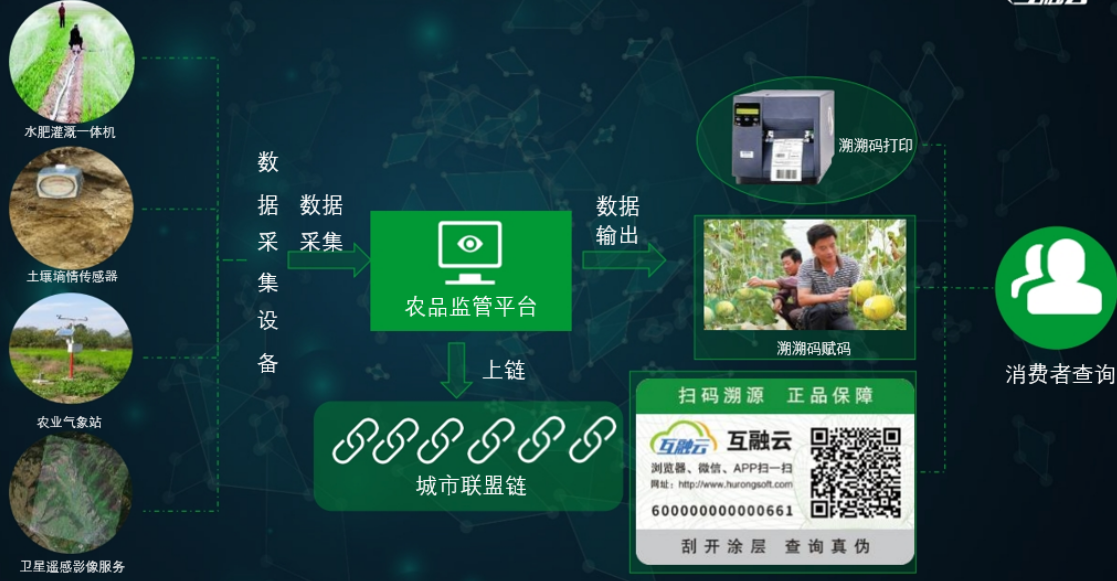 水肥灌溉一体机
土壤墒情传感器
农业气象站
卫星遥感影像服务
数据采集设备
数据
采集
农品监管平台
上链
城市联盟链
数据
输出
溯溯码打印
溯溯码赋码
扫码溯源 正品保障
互融云 互融云
浏览器、微信、APP扫一扫
网址：http://www.hurongsoft.com
600000000000661
刮开涂层 查询真伪
消费者查询